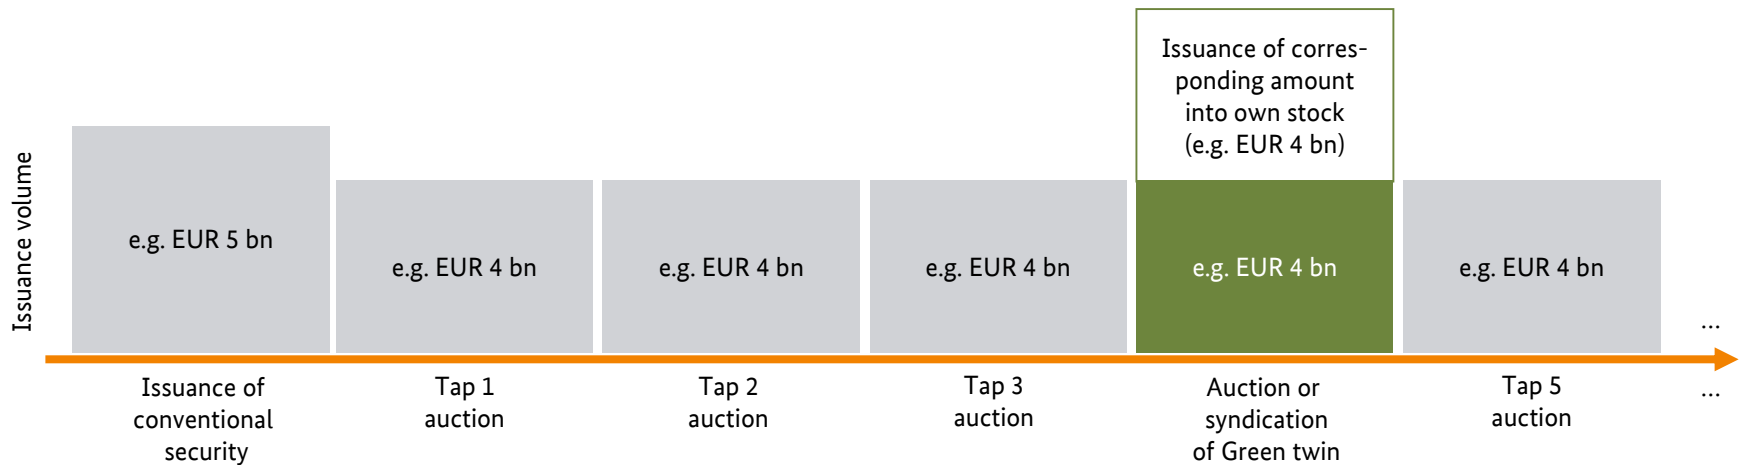 Issuance of corres-
ponding amount
into own stock
(e.g. EUR 4 bn)
Issuance volume
e.g. EUR 5 bn
e.g. EUR 4 bn
e.g. EUR 4 bn
e.g. EUR 4 bn
e.g. EUR 4 bn
e.g. EUR 4 bn
...
Issuance of
conventional
security
Tap 1
auction
Tap 2
auction
Tap 3
auction
Auction or
syndication
of Green twin
Tap 5
auction
...